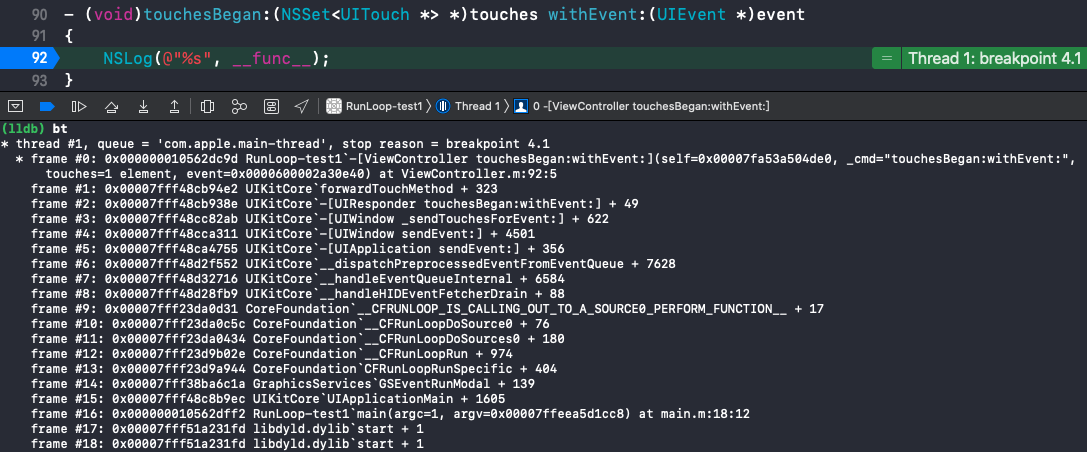 90 - (void)touchesBegan:(NSSet<UITouch *> *)touches withEvent:(UIEvent *)event
91 {
92 NSLog(@"%s", __func__); = Thread 1: breakpoint 4.1
93 }
RunLoop-test1 〉 Thread 1 〉 0 -[ViewController touchesBegan:withEvent:]
(lldb) bt
* thread #1, queue = 'com.apple.main-thread', stop reason = breakpoint 4.1
* frame #0: 0x000000010562dc9d RunLoop-test1`-[ViewController touchesBegan:withEvent:](self=0x00007fa53a504de0, _cmd="touchesBegan:withEvent:",
touches=1 element, event=0x0000600002a30e40) at ViewController.m:92:5
frame #1: 0x00007fff48cb94e2 UIKitCore`forwardTouchMethod + 323
frame #2: 0x00007fff48cb938e UIKitCore`-[UIResponder touchesBegan:withEvent:] + 49
frame #3: 0x00007fff48cc82ab UIKitCore`-[UIWindow _sendTouchesForEvent:] + 622
frame #4: 0x00007fff48cca311 UIKitCore`-[UIWindow sendEvent:] + 4501
frame #5: 0x00007fff48ca4755 UIKitCore`-[UIApplication sendEvent:] + 356
frame #6: 0x00007fff48d2f552 UIKitCore`__dispatchPreprocessedEventFromEventQueue + 7628
frame #7: 0x00007fff48d32716 UIKitCore`__handleEventQueueInternal + 6584
frame #8: 0x00007fff48d28fb9 UIKitCore`__handleHIDEventFetcherDrain + 88
frame #9: 0x00007fff23da0d31 CoreFoundation`__CFRUNLOOP_IS_CALLING_OUT_TO_A_SOURCE0_PERFORM_FUNCTION__ + 17
frame #10: 0x00007fff23da0c5c CoreFoundation`__CFRunLoopDoSource0 + 76
frame #11: 0x00007fff23da0434 CoreFoundation`__CFRunLoopDoSources0 + 180
frame #12: 0x00007fff23d9b02e CoreFoundation`__CFRunLoopRun + 974
frame #13: 0x00007fff23d9a944 CoreFoundation`CFRunLoopRunSpecific + 404
frame #14: 0x00007fff38ba6c1a GraphicsServices`GSEventRunModal + 139
frame #15: 0x00007fff48c8b9ec UIKitCore`UIApplicationMain + 1605
frame #16: 0x000000010562dff2 RunLoop-test1`main(argc=1, argv=0x00007ffeea5d1cc8) at main.m:18:12
frame #17: 0x00007fff51a231fd libdyld.dylib`start + 1
frame #18: 0x00007fff51a231fd libdyld.dylib`start + 1